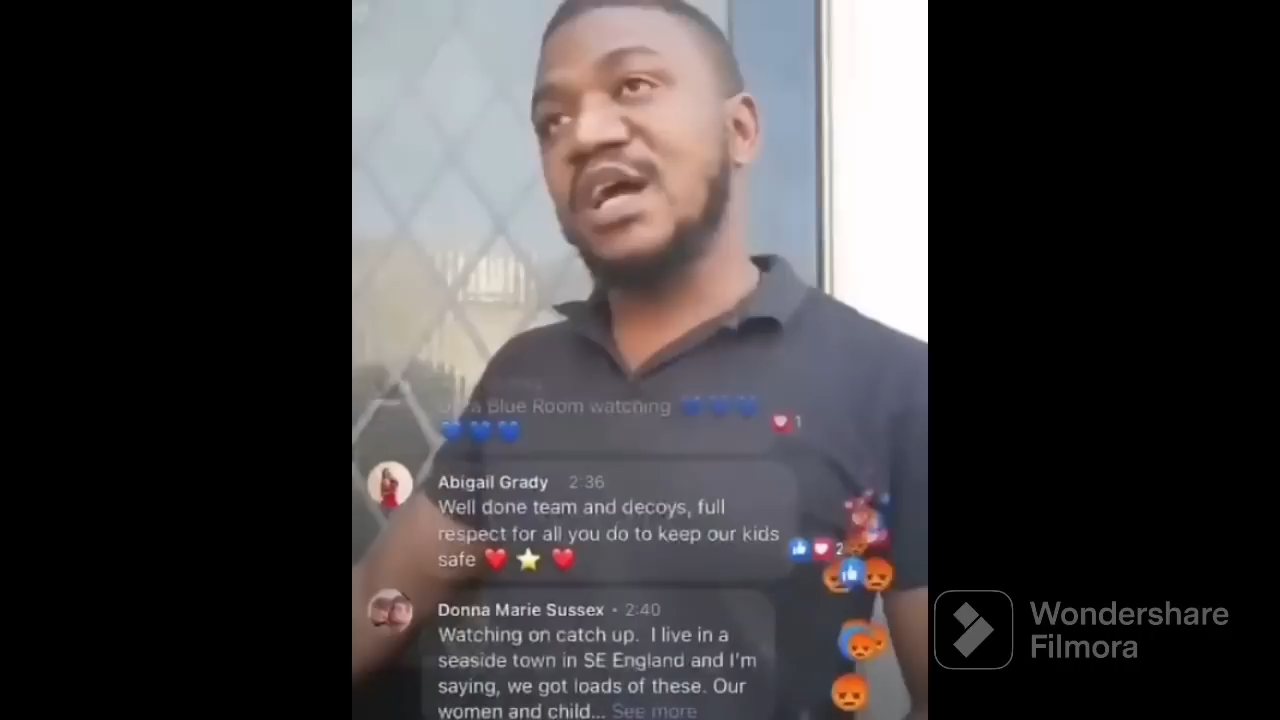 Blue Room watching 💙 💙 💙
💙 💙 💙
1
Abigail Grady 2:36
Well done team and decoys, full
respect for all you do to keep our kids
safe ❤️ ⭐ ❤️
2
Donna Marie Sussex • 2:40
Watching on catch up. I live in a
seaside town in SE England and I'm
saying, we got loads of these. Our
women and child... See more
Wondershare
Filmora